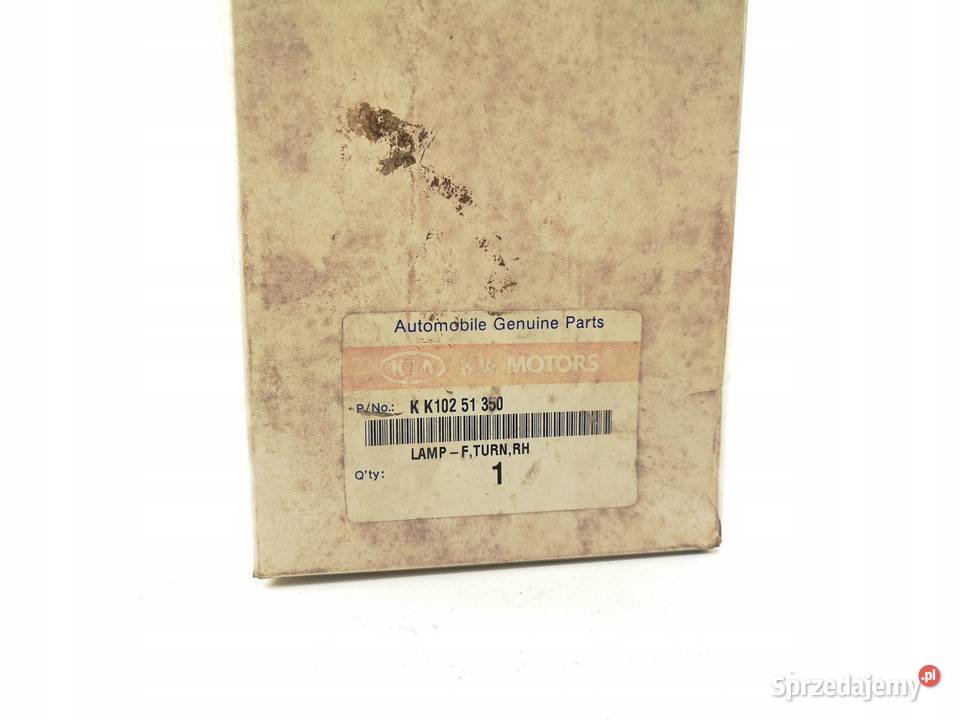 Automobile Genuine Parts
KIA KIA MOTORS
P/No.: K K102 51 350
LAMP-F,TURN,RH
Q'ty: 1
Sprzedajemy.pl